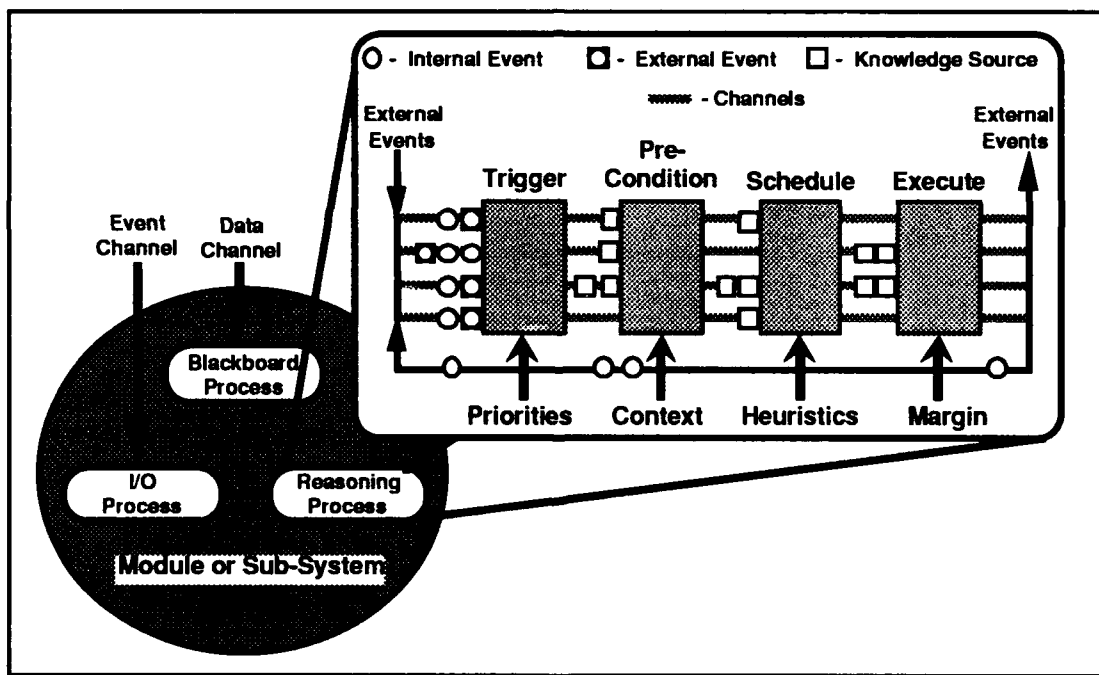 - Internal Event
- External Event
- Knowledge Source
- Channels
External
Events
External
Events
Trigger
Pre-
Condition
Schedule
Execute
Event
Channel
Data
Channel
Blackboard
Process
I/O
Process
Reasoning
Process
Module or Sub-System
Priorities
Context
Heuristics
Margin